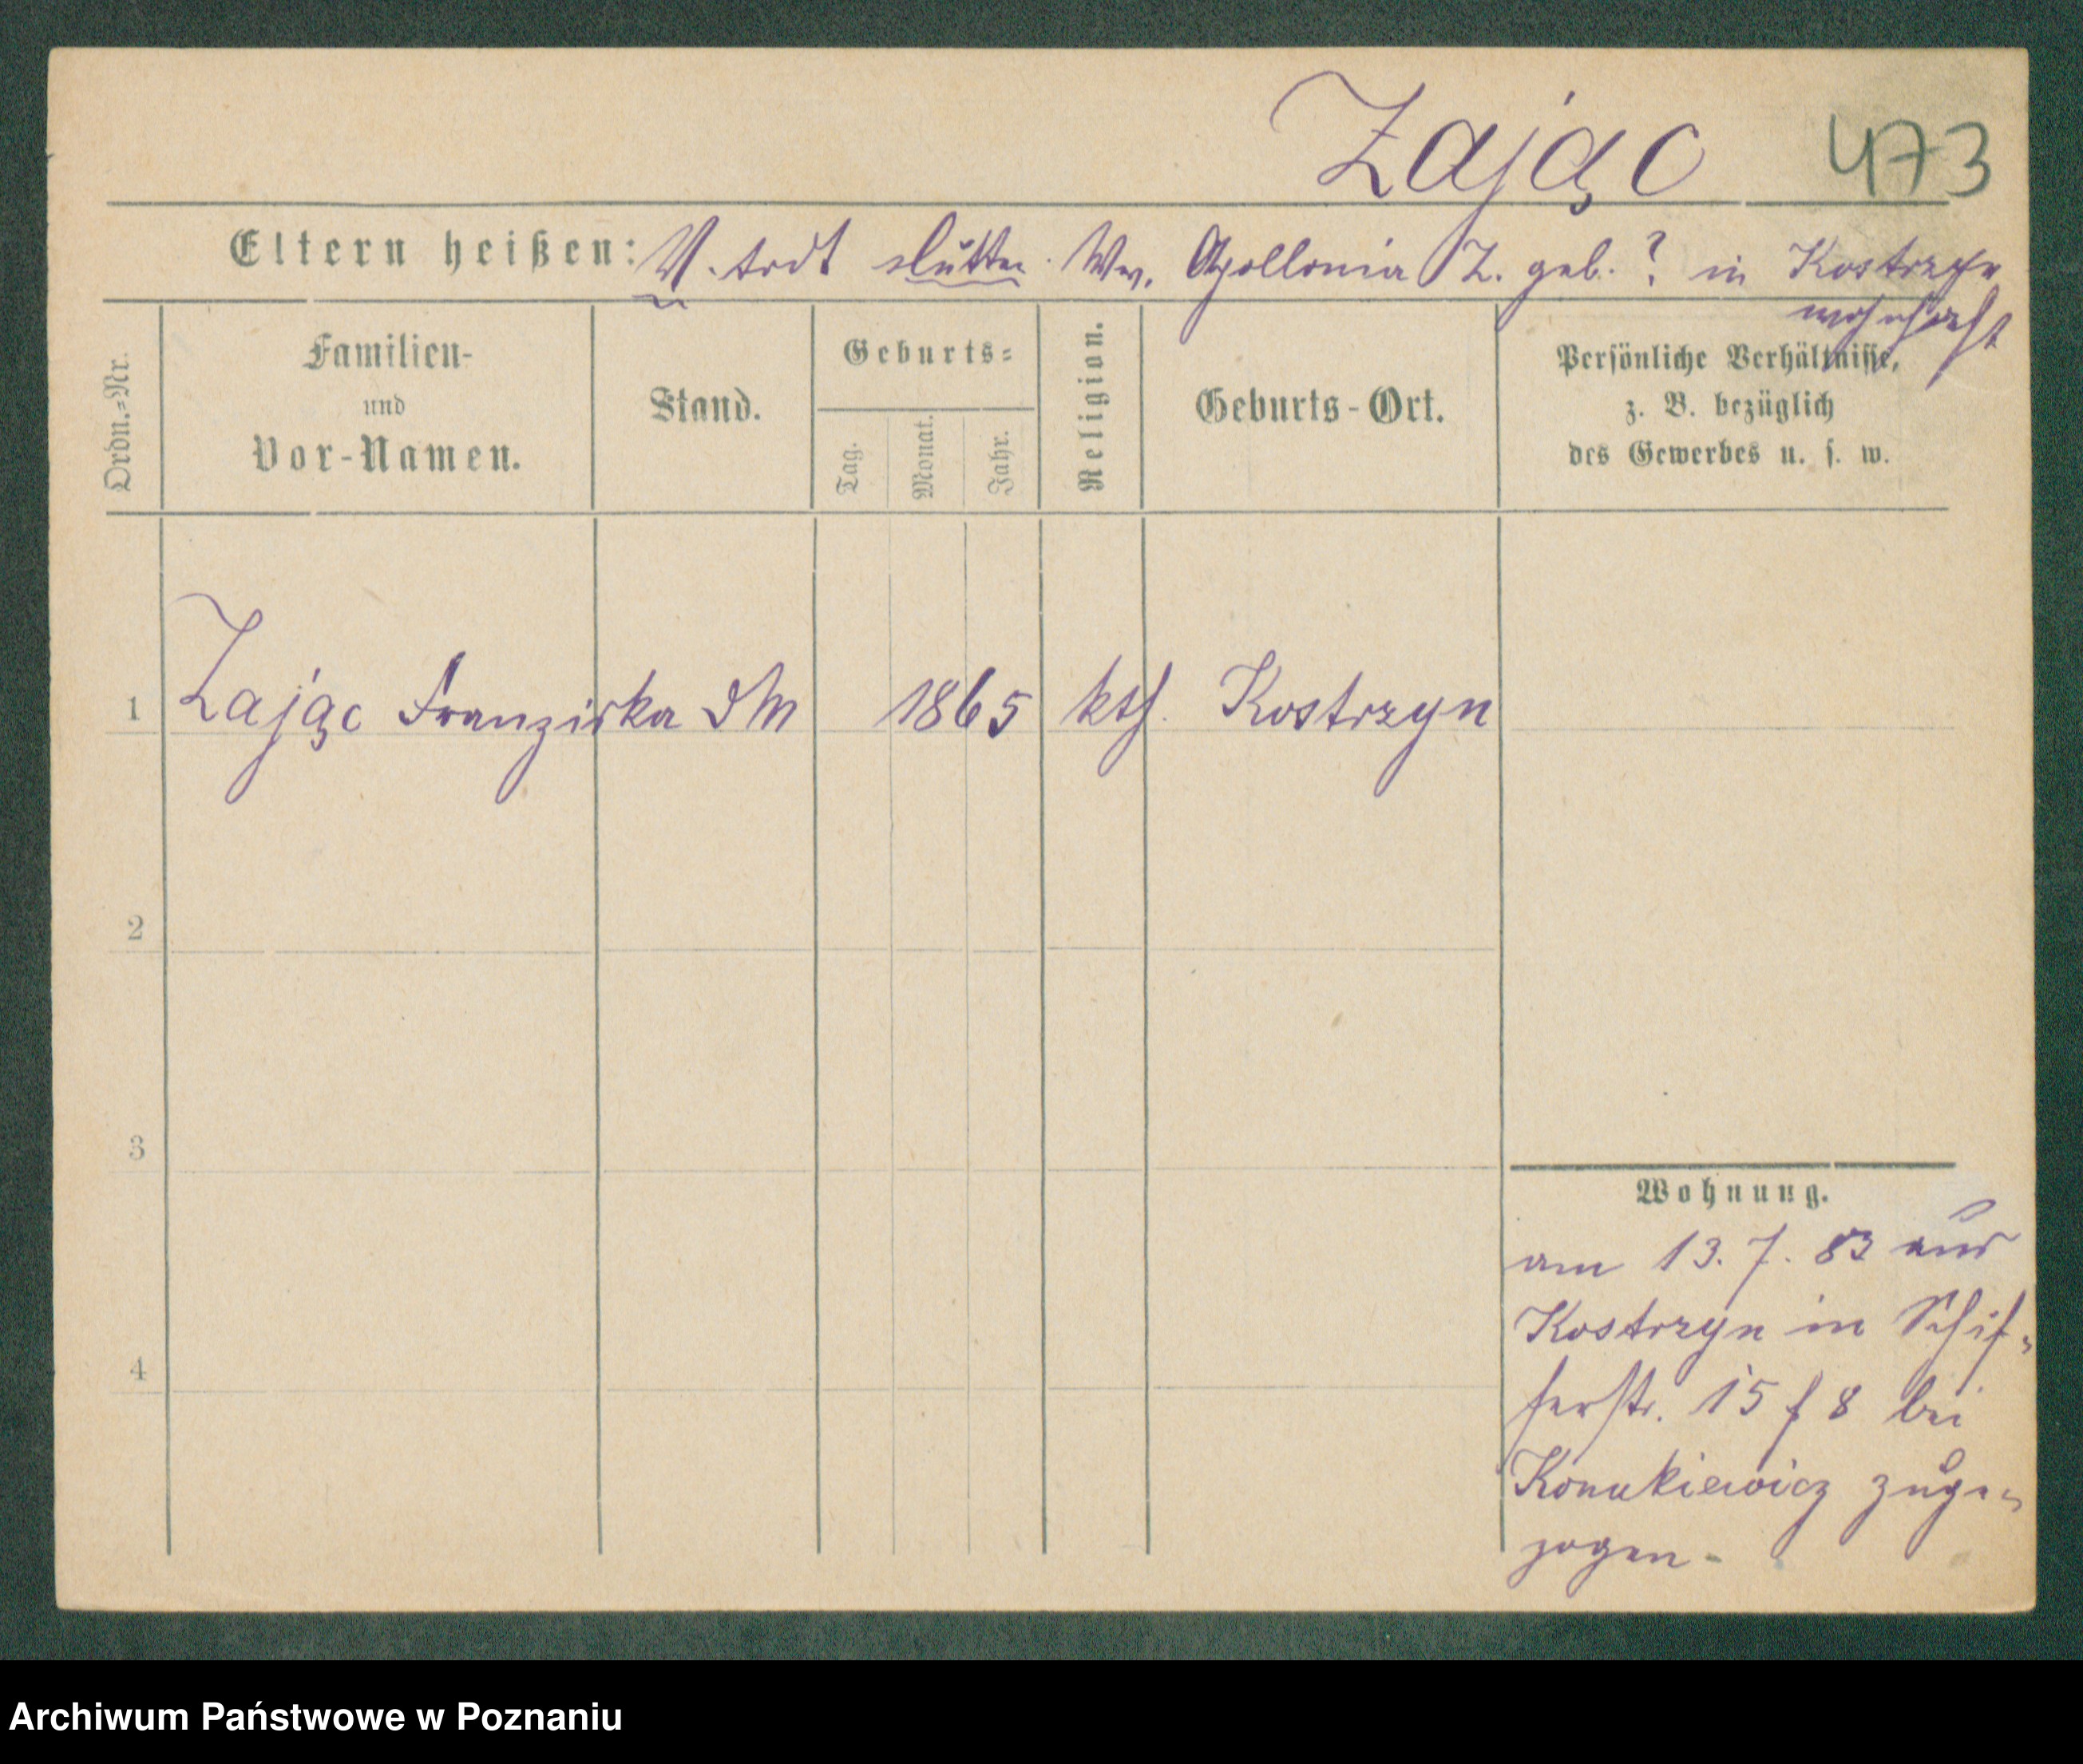 Zając 473
Eltern heißen: V. todt Mutter Ww. Apollonia Z. geb. ? in Kostrzyn
wohnhaft
Ordn.=Nr.
Familien-
und
Vor-Namen.
Stand.
Geburts=
Tag.
Monat.
Jahr.
Religion.
Geburts-Ort.
Persönliche Verhältnisse,
z. B. bezüglich
des Gewerbes u. s. w.
1 Zając Franziska DM 1865 kth. Kostrzyn
2
3
4
Wohnung.
am 13. 7. 83 aus
Kostrzyn in Schif-
ferstr. 15 f 8 bei
zuge-
zogen -
Archiwum Państwowe w Poznaniu